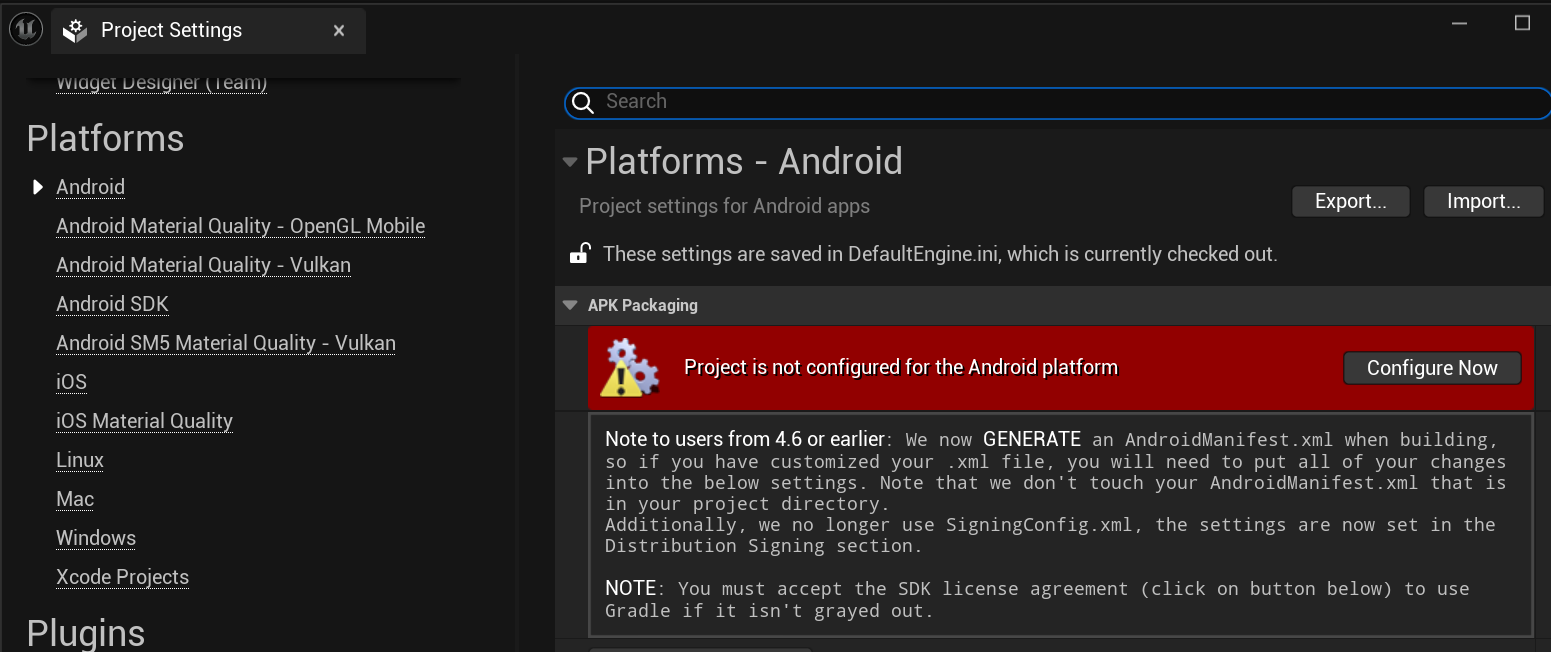 Project Settings
Widget Designer (Team)
Platforms
Android
Android Material Quality - OpenGL Mobile
Android Material Quality - Vulkan
Android SDK
Android SM5 Material Quality - Vulkan
iOS
iOS Material Quality
Linux
Mac
Windows
Xcode Projects
Plugins
Search
Platforms - Android
Project settings for Android apps
Export...
Import...
These settings are saved in DefaultEngine.ini, which is currently checked out.
APK Packaging
Project is not configured for the Android platform
Configure Now
Note to users from 4.6 or earlier: We now GENERATE an AndroidManifest.xml when building,
so if you have customized your .xml file, you will need to put all of your changes
into the below settings. Note that we don't touch your AndroidManifest.xml that is
in your project directory.
Additionally, we no longer use SigningConfig.xml, the settings are now set in the
Distribution Signing section.
NOTE: You must accept the SDK license agreement (click on button below) to use
Gradle if it isn't grayed out.